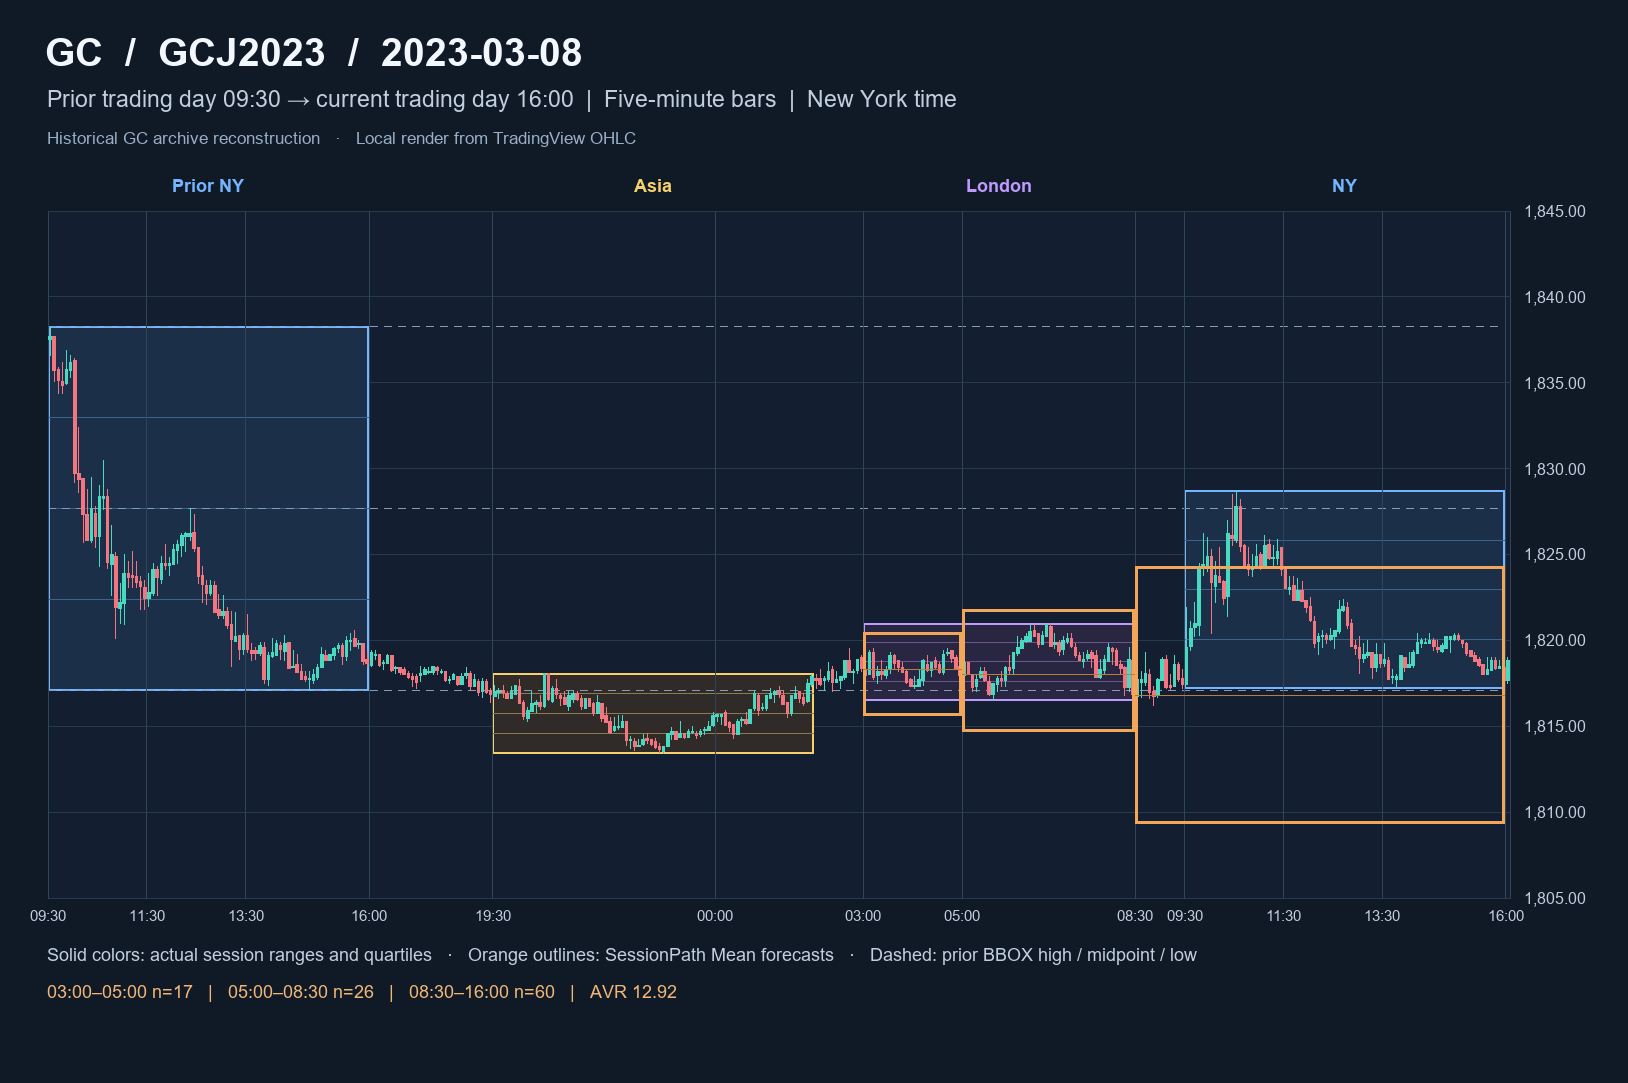 GC / GCJ2023 / 2023-03-08
Prior trading day 09:30 → current trading day 16:00 | Five-minute bars | New York time
Historical GC archive reconstruction · Local render from TradingView OHLC
Prior NY Asia London NY
1,845.00
1,840.00
1,835.00
1,830.00
1,825.00
1,820.00
1,815.00
1,810.00
1,805.00
09:30 11:30 13:30 16:00 19:30 00:00 03:00 05:00 08:30 09:30 11:30 13:30 16:00
Solid colors: actual session ranges and quartiles · Orange outlines: SessionPath Mean forecasts · Dashed: prior BBOX high / midpoint / low
03:00–05:00 n=17 | 05:00–08:30 n=26 | 08:30–16:00 n=60 | AVR 12.92